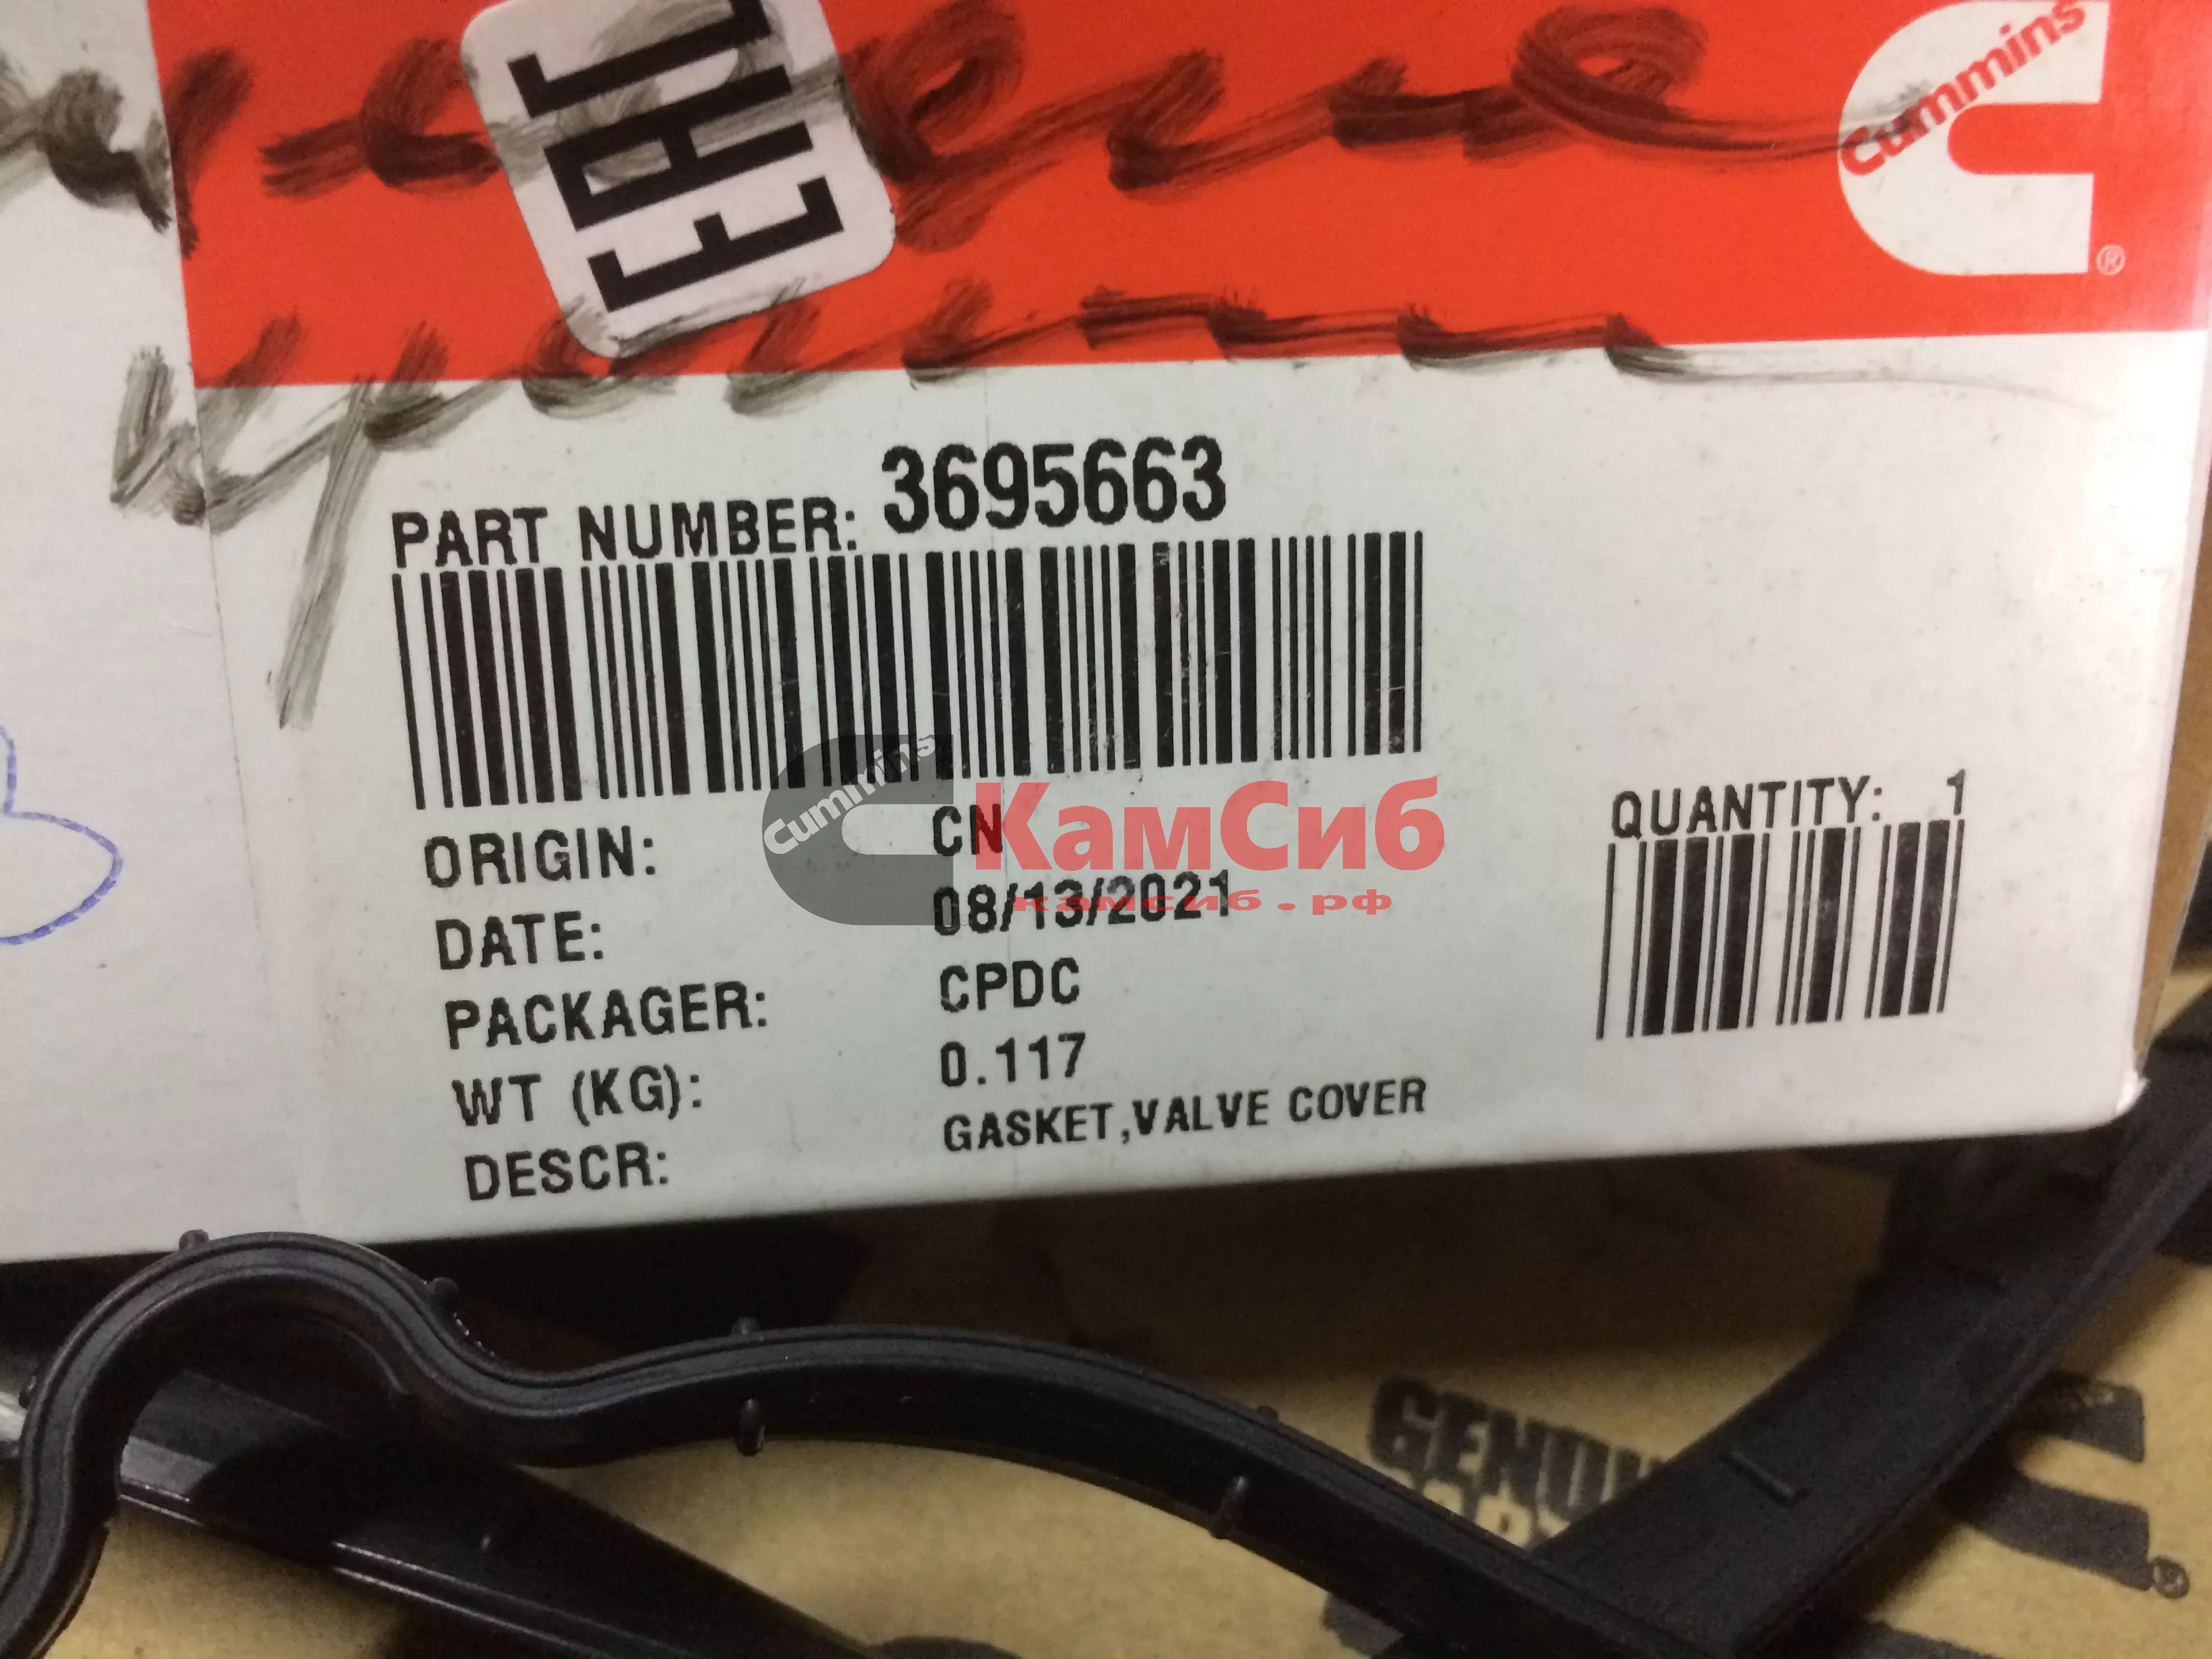 EAC
Cummins
®
PART NUMBER: 3695663
ORIGIN: CN
DATE: 08/13/2021
PACKAGER: CPDC
WT (KG): 0.117
DESCR: GASKET,VALVE COVER
QUANTITY: 1
Cummins
КамСиб
камсиб.рф
®